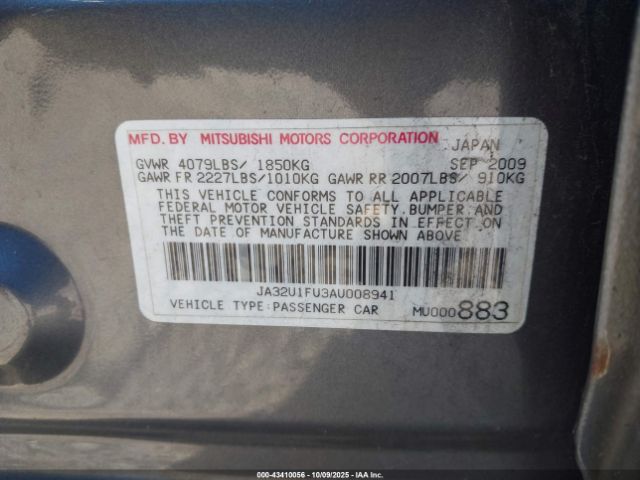 MFD. BY MITSUBISHI MOTORS CORPORATION JAPAN
GVWR 4079LBS/ 1850KG SEP 2009
GAWR FR 2227LBS/1010KG GAWR RR 2007LBS/ 910KG
THIS VEHICLE CONFORMS TO ALL APPLICABLE
FEDERAL MOTOR VEHICLE SAFETY, BUMPER, AND
THEFT PREVENTION STANDARDS IN EFFECT ON
THE DATE OF MANUFACTURE SHOWN ABOVE
JA32U1FU3AU008941
VEHICLE TYPE:PASSENGER CAR MU000883
000-43410056 - 10/09/2025 - IAA Inc.